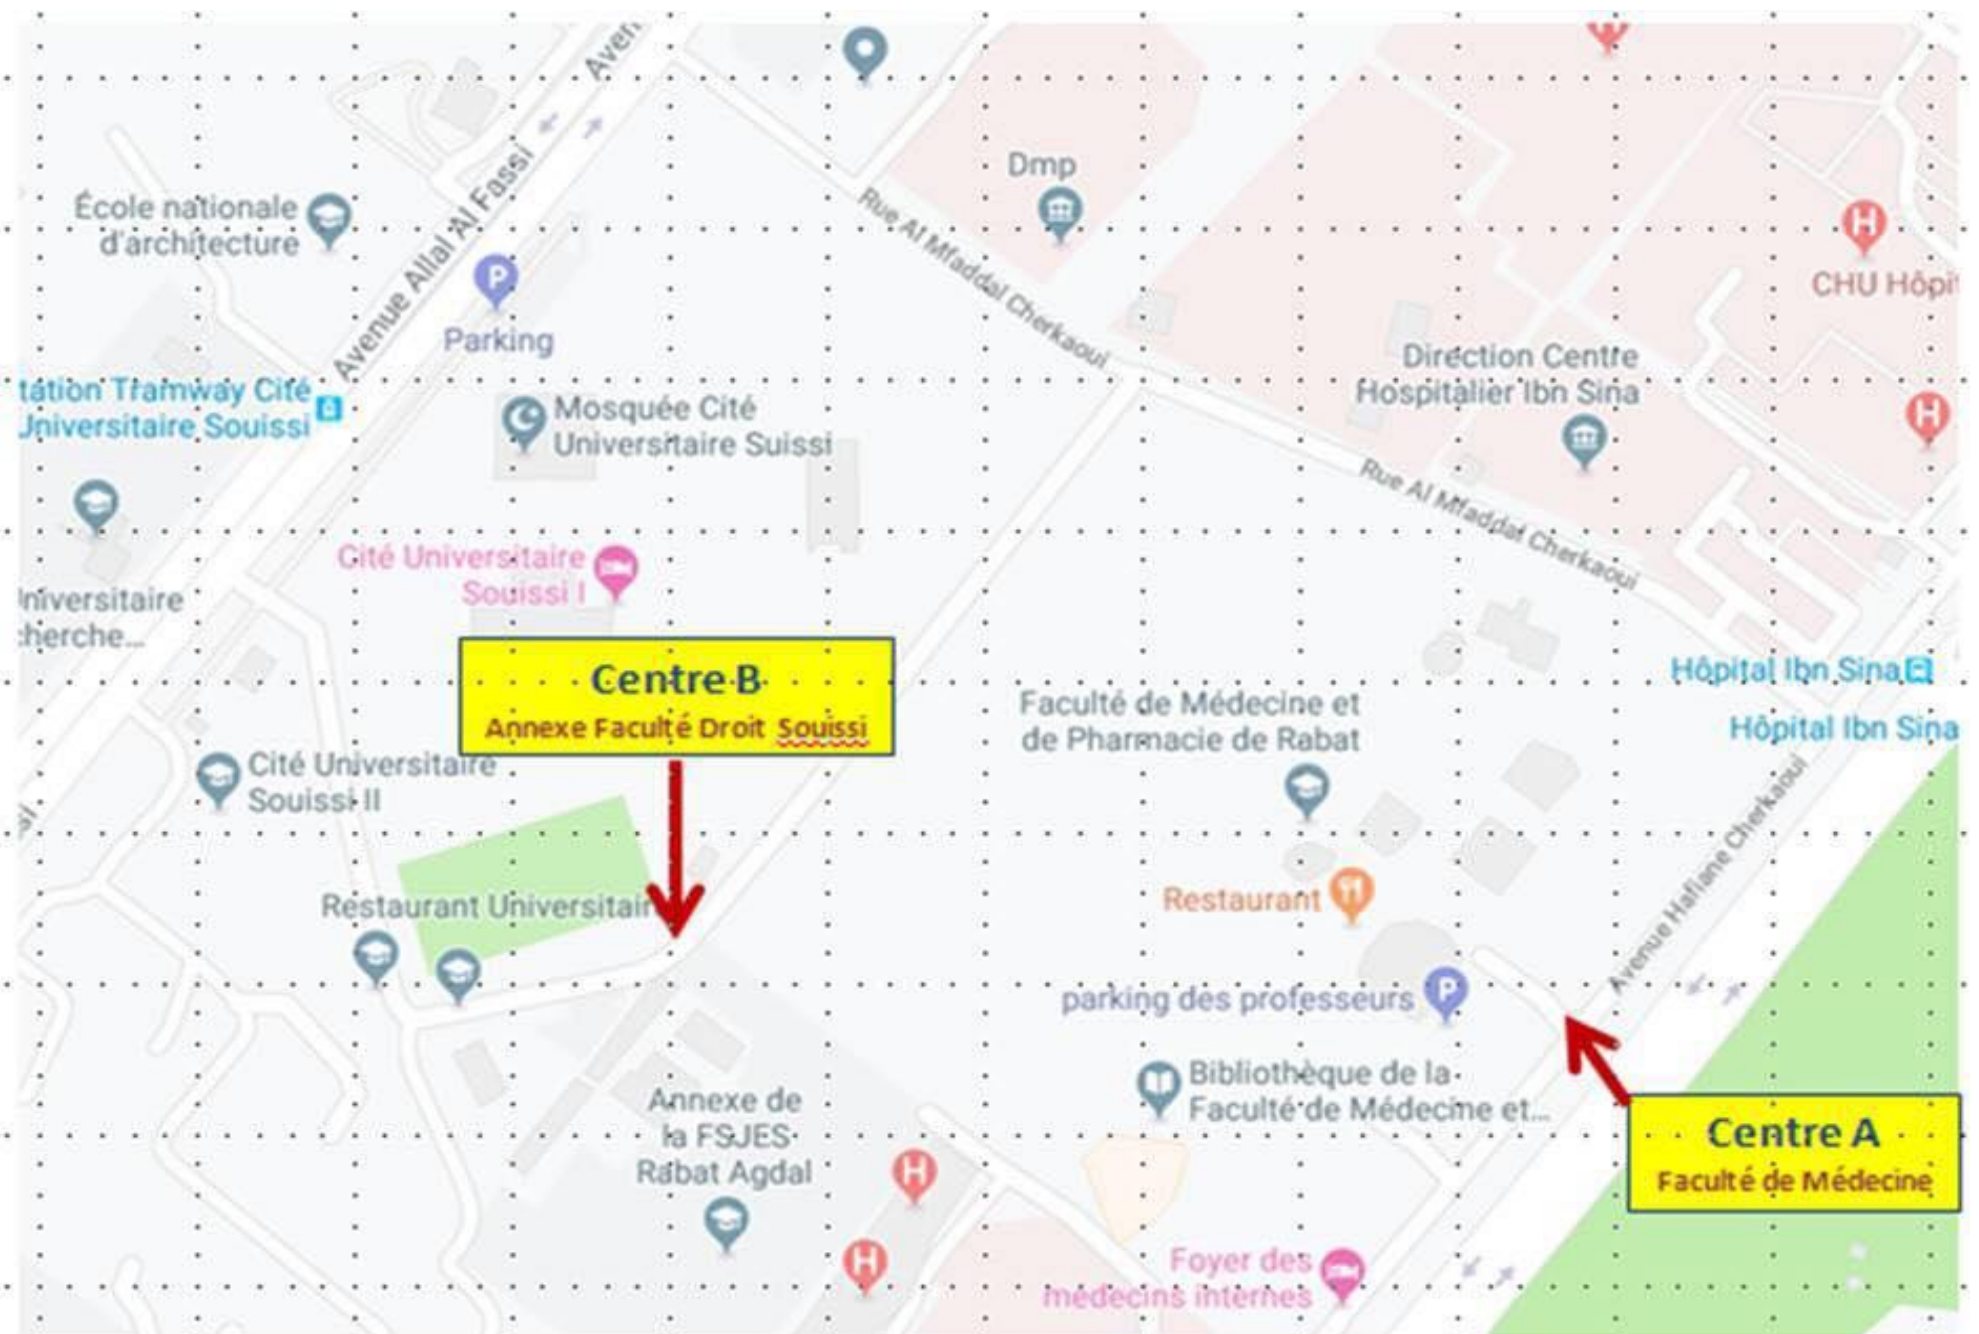 Aven
Avenue Allal Al Fassi
École nationale
d'architecture
P
Parking
Dmp
Rue Al Mfaddal Cherkaoui
H
CHU Hôpi
Direction Centre
Hospitalier Ibn Sina
H
tation Tramway Cité
Universitaire Souissi
Mosquée Cité
Universitaire Suissi
Rue Al Mfaddal Cherkaoui
Cité Universitaire
Souissi I
niversitaire
cherche...
Centre B
Annexe Faculté Droit Souissi
Hôpital Ibn Sina
Hôpital Ibn Sina
Faculté de Médecine et
de Pharmacie de Rabat
Cité Universitaire
Souissi II
si
Avenue Hafiane Cherkaoui
Restaurant Universitair
Restaurant
parking des professeurs
P
Bibliothèque de la
Faculté de Médecine et...
Annexe de
la FSJES
Rabat Agdal
H
Centre A
Faculté de Médecine
H
Foyer des
médecins internes